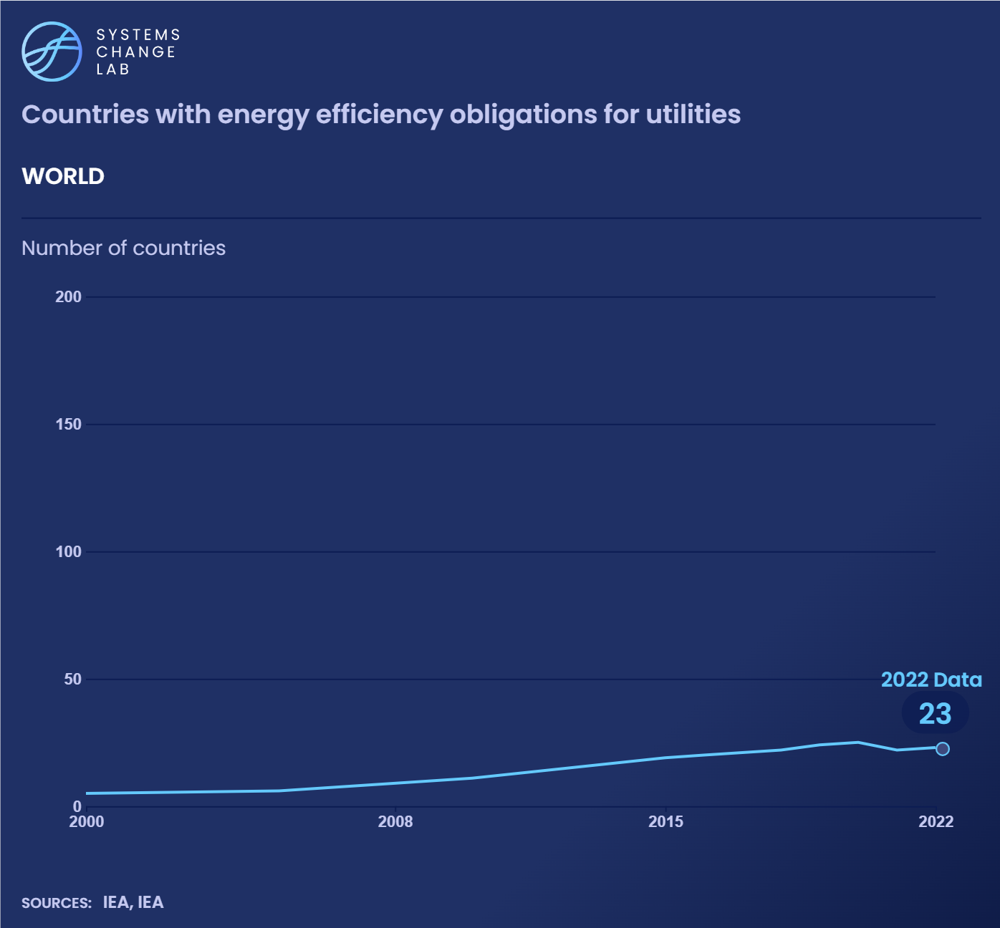 SYSTEMS
CHANGE
LAB
Countries with energy efficiency obligations for utilities
WORLD
Number of countries
200
150
100
50
2022 Data
23
0
2000 2008 2015 2022
SOURCES: IEA, IEA